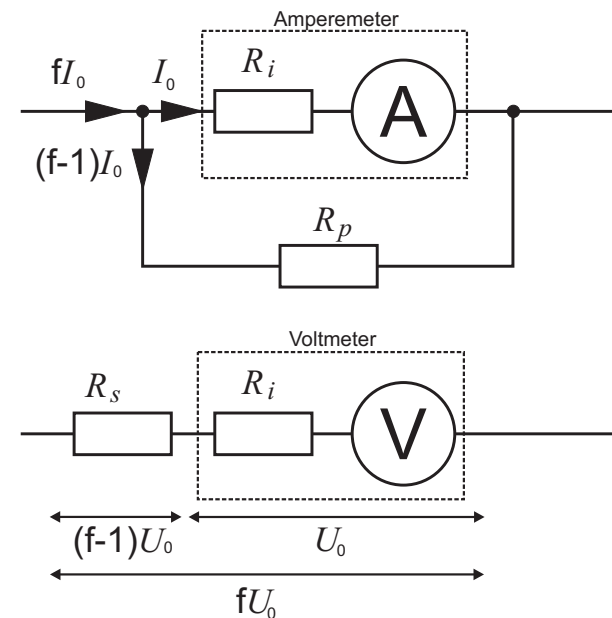 Amperemeter
fI₀ I₀ Rᵢ A
(f-1)I₀
Rₚ
Voltmeter
Rₛ Rᵢ V
(f-1)U₀ U₀
fU₀